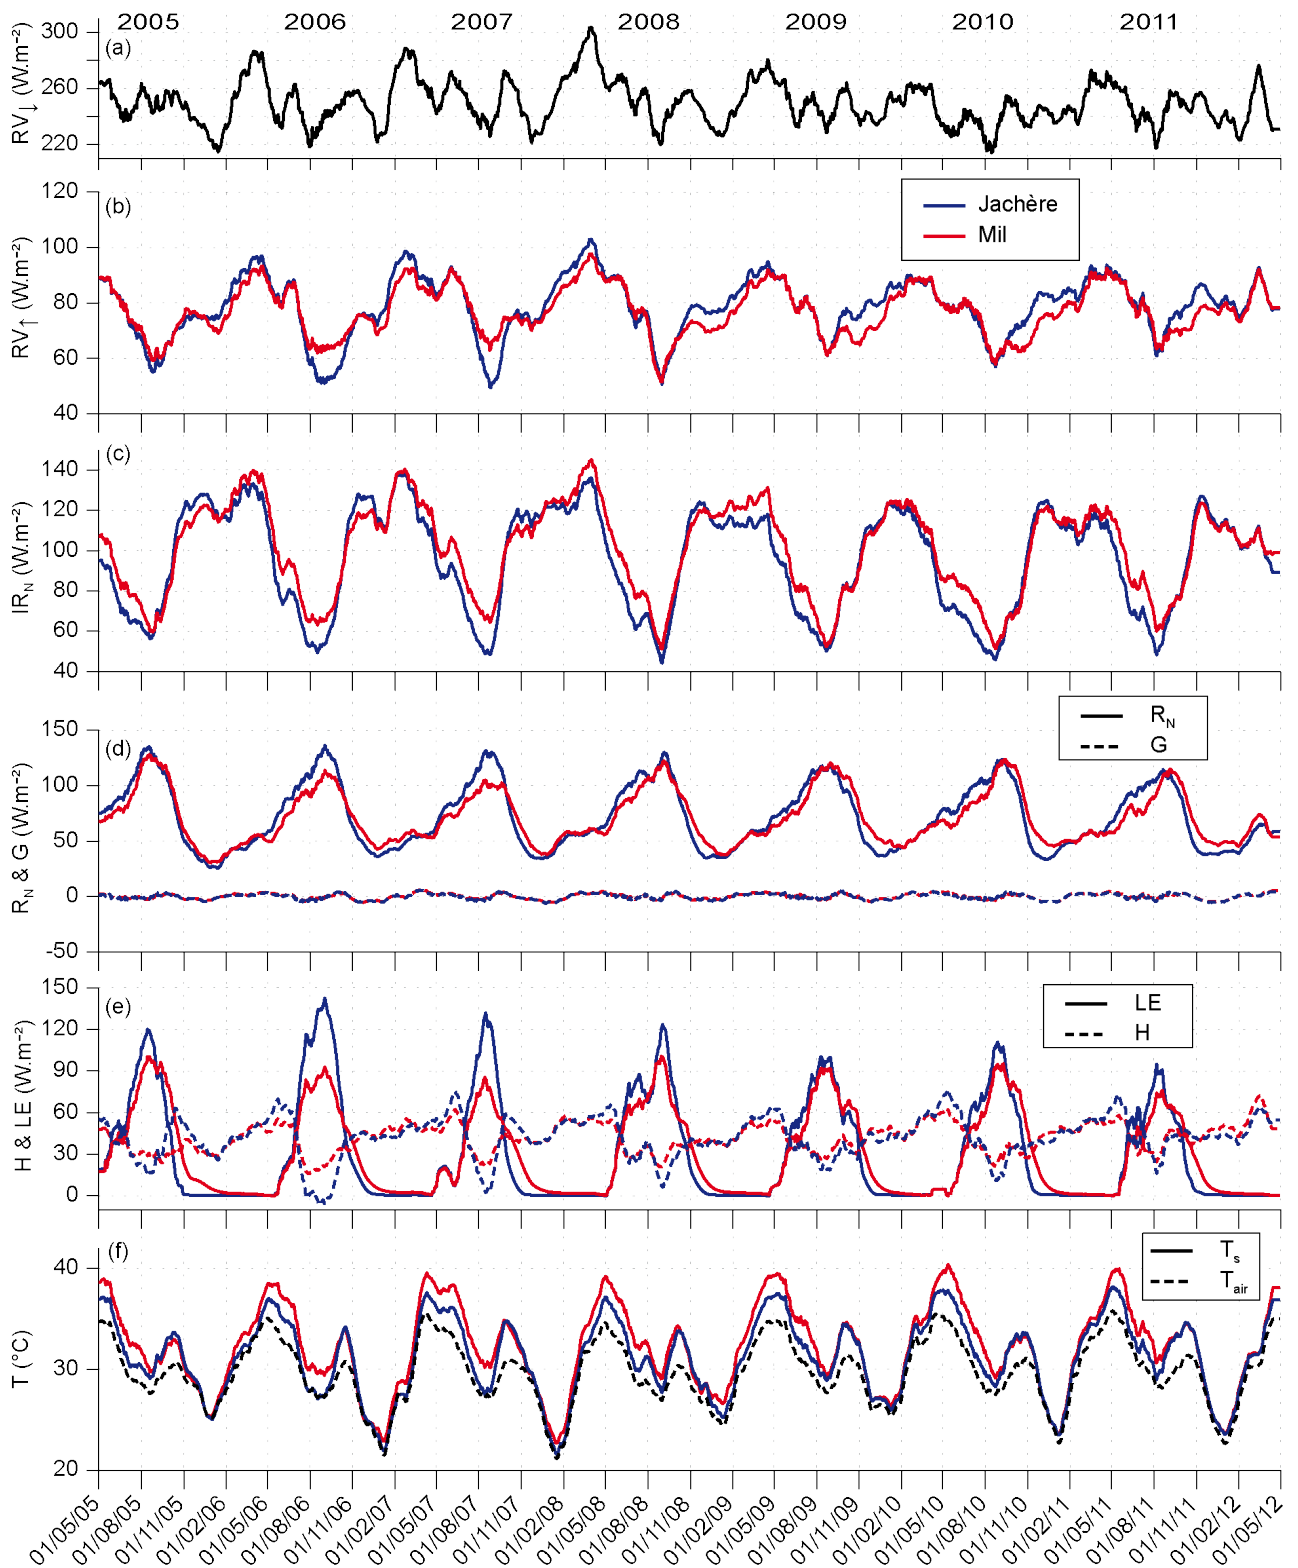 2005 2006 2007 2008 2009 2010 2011
(a)
RV↓ (W.m⁻²)
300
260
220
(b)
RV↑ (W.m⁻²)
120
100
80
60
40
Jachère
Mil
(c)
IR_N (W.m⁻²)
140
120
100
80
60
40
(d)
R_N & G (W.m⁻²)
150
100
50
0
-50
R_N
G
(e)
H & LE (W.m⁻²)
150
120
90
60
30
0
LE
H
(f)
T (°C)
40
30
20
T_s
T_air
01/05/05
01/08/05
01/11/05
01/02/06
01/05/06
01/08/06
01/11/06
01/02/07
01/05/07
01/08/07
01/11/07
01/02/08
01/05/08
01/08/08
01/11/08
01/02/09
01/05/09
01/08/09
01/11/09
01/02/10
01/05/10
01/08/10
01/11/10
01/02/11
01/05/11
01/08/11
01/11/11
01/02/12
01/05/12